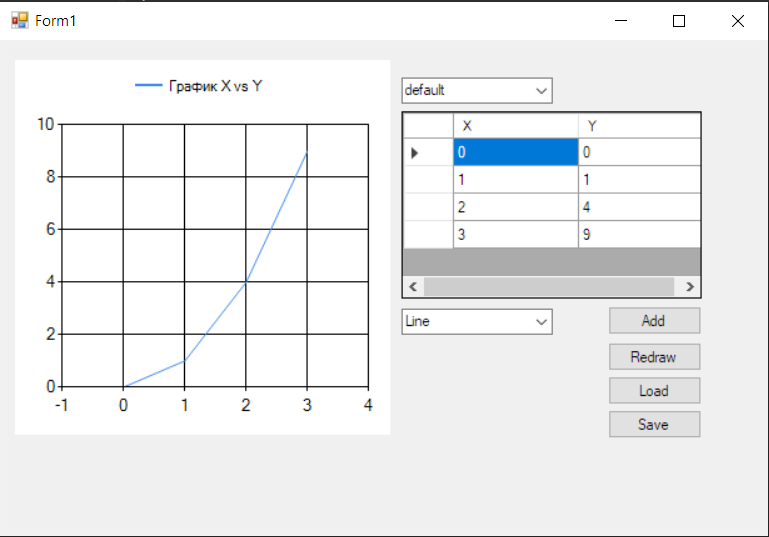 Form1
График X vs Y
10
8
6
4
2
0
-1 0 1 2 3 4
default
X Y
0 0
1 1
2 4
3 9
Line
Add
Redraw
Load
Save